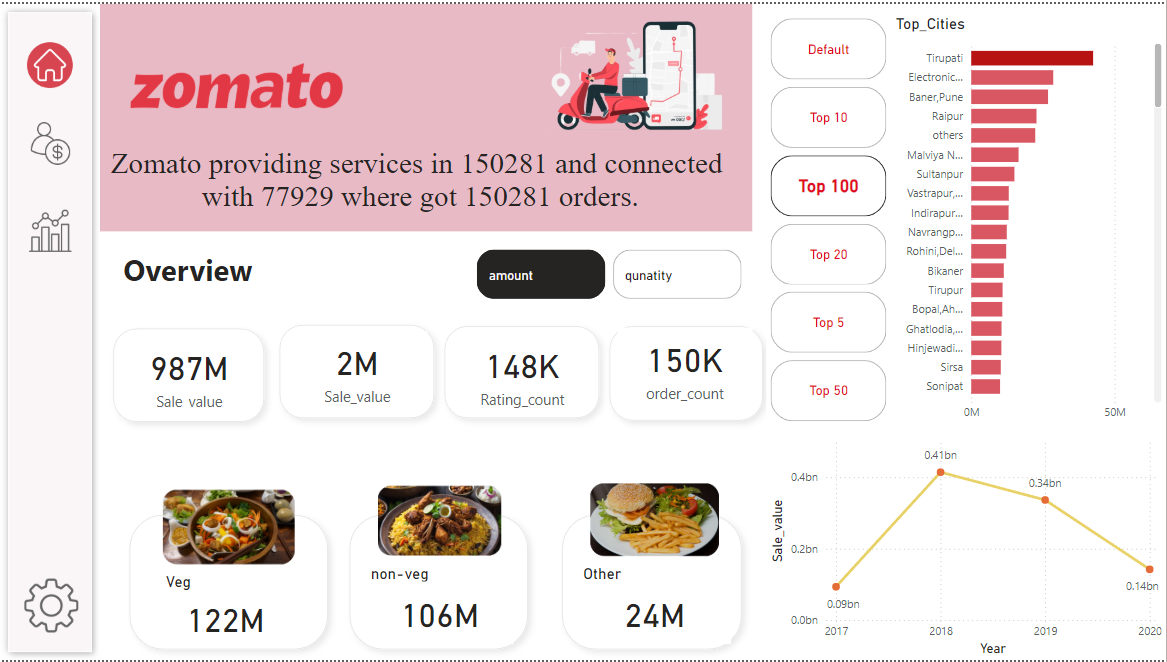 zomato
Zomato providing services in 150281 and connected
with 77929 where got 150281 orders.
Overview
amount
qunatity
987M
Sale value
2M
Sale_value
148K
Rating_count
150K
order_count
Veg
122M
non-veg
106M
Other
24M
Default
Top 10
Top 100
Top 20
Top 5
Top 50
Top_Cities
Tirupati
Electronic...
Baner,Pune
Raipur
others
Malviya N...
Sultanpur
Vastrapur,...
Indirapur...
Navrangp...
Rohini,Del...
Bikaner
Tirupur
Bopal,Ah...
Ghatlodia,...
Hinjewadi...
Sirsa
Sonipat
0M 50M
Sale_value
0.4bn
0.2bn
0.0bn
0.09bn
0.41bn
0.34bn
0.14bn
2017 2018 2019 2020
Year